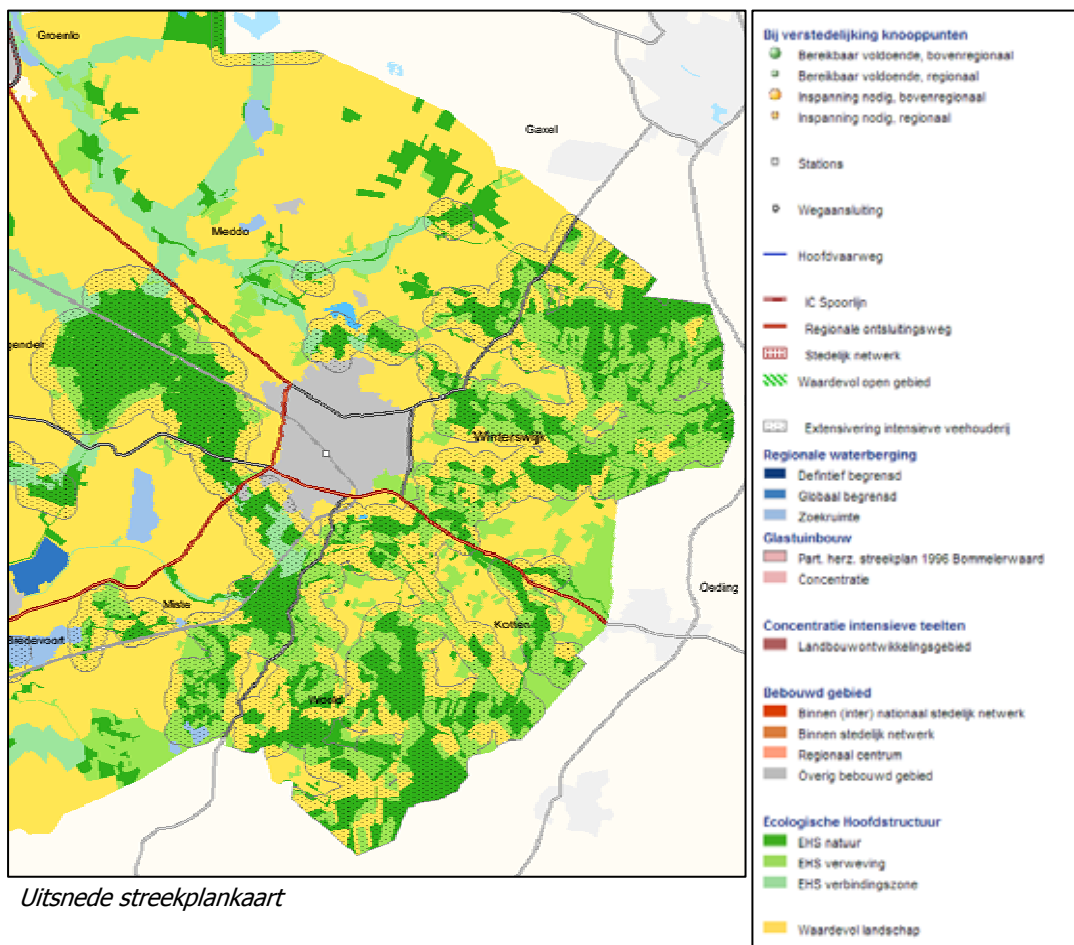 Groenlo
Gaxel
Meddo
gender
Winterswijk
Oeding
Miste
Kotten
Bredevoort
Woold
Uitsnede streekplankaart
Bij verstedelijking knooppunten
Bereikbaar voldoende, bovenregionaal
Bereikbaar voldoende, regionaal
Inspanning nodig, bovenregionaal
Inspanning nodig, regionaal
Stations
Wegaansluiting
Hoofdvaarweg
IC Spoorlijn
Regionale ontsluitingsweg
Stedelijk netwerk
Waardevol open gebied
Extensivering intensieve veehouderij
Regionale waterberging
Defintief begrensd
Globaal begrensd
Zoekruimte
Glastuinbouw
Part. herz. streekplan 1996 Bommelerwaard
Concentratie
Concentratie intensieve teelten
Landbouwontwikkelingsgebied
Bebouwd gebied
Binnen (inter) nationaal stedelijk netwerk
Binnen stedelijk netwerk
Regionaal centrum
Overig bebouwd gebied
Ecologische Hoofdstructuur
EHS natuur
EHS verweving
EHS verbindingszone
Waardevol landschap